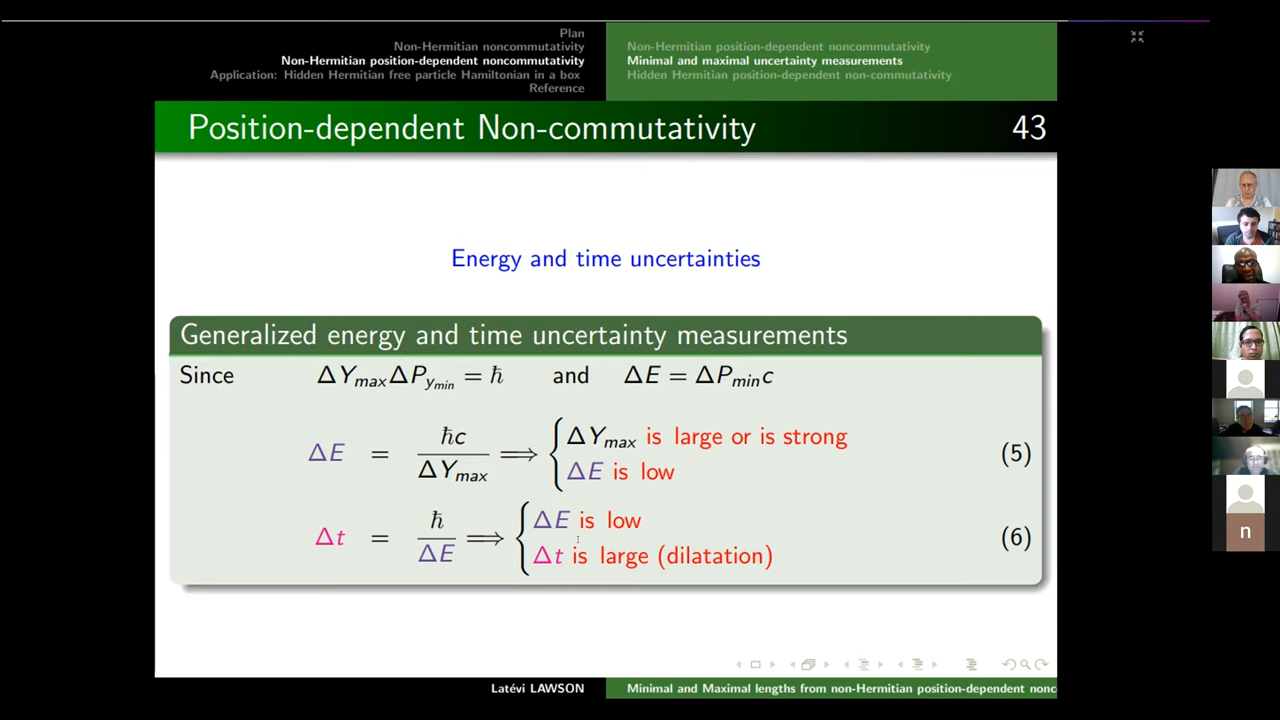 Plan
Non-Hermitian noncommutativity
Non-Hermitian position-dependent noncommutativity
Application: Hidden Hermitian free particle Hamiltonian in a box
Reference
Non-Hermitian position-dependent noncommutativity
Minimal and maximal uncertainty measurements
Hidden Hermitian position-dependent non-commutativity
Position-dependent Non-commutativity 43
Energy and time uncertainties
Generalized energy and time uncertainty measurements
Since ΔY_max ΔP_{y_min} = ħ and ΔE = ΔP_min c
ΔE = ħc / ΔY_max ⟹ { ΔY_max is large or is strong
ΔE is low (5)
Δt = ħ / ΔE ⟹ { ΔE is low
Δt is large (dilatation) (6)
Latévi LAWSON Minimal and Maximal lengths from non-Hermitian position-dependent nonc
n